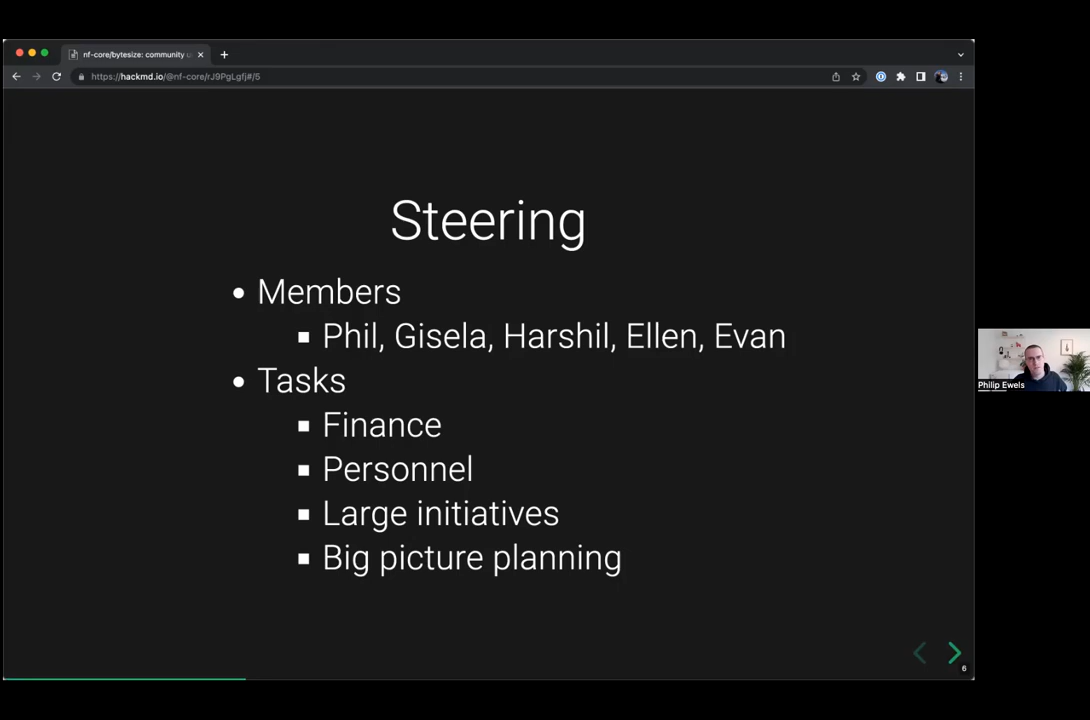 nf-core/bytesize: community u
https://hackmd.io/@nf-core/rJ9PgLgfj#/5
Steering
Members
Phil, Gisela, Harshil, Ellen, Evan
Tasks
Finance
Personnel
Large initiatives
Big picture planning
Philip Ewels
6